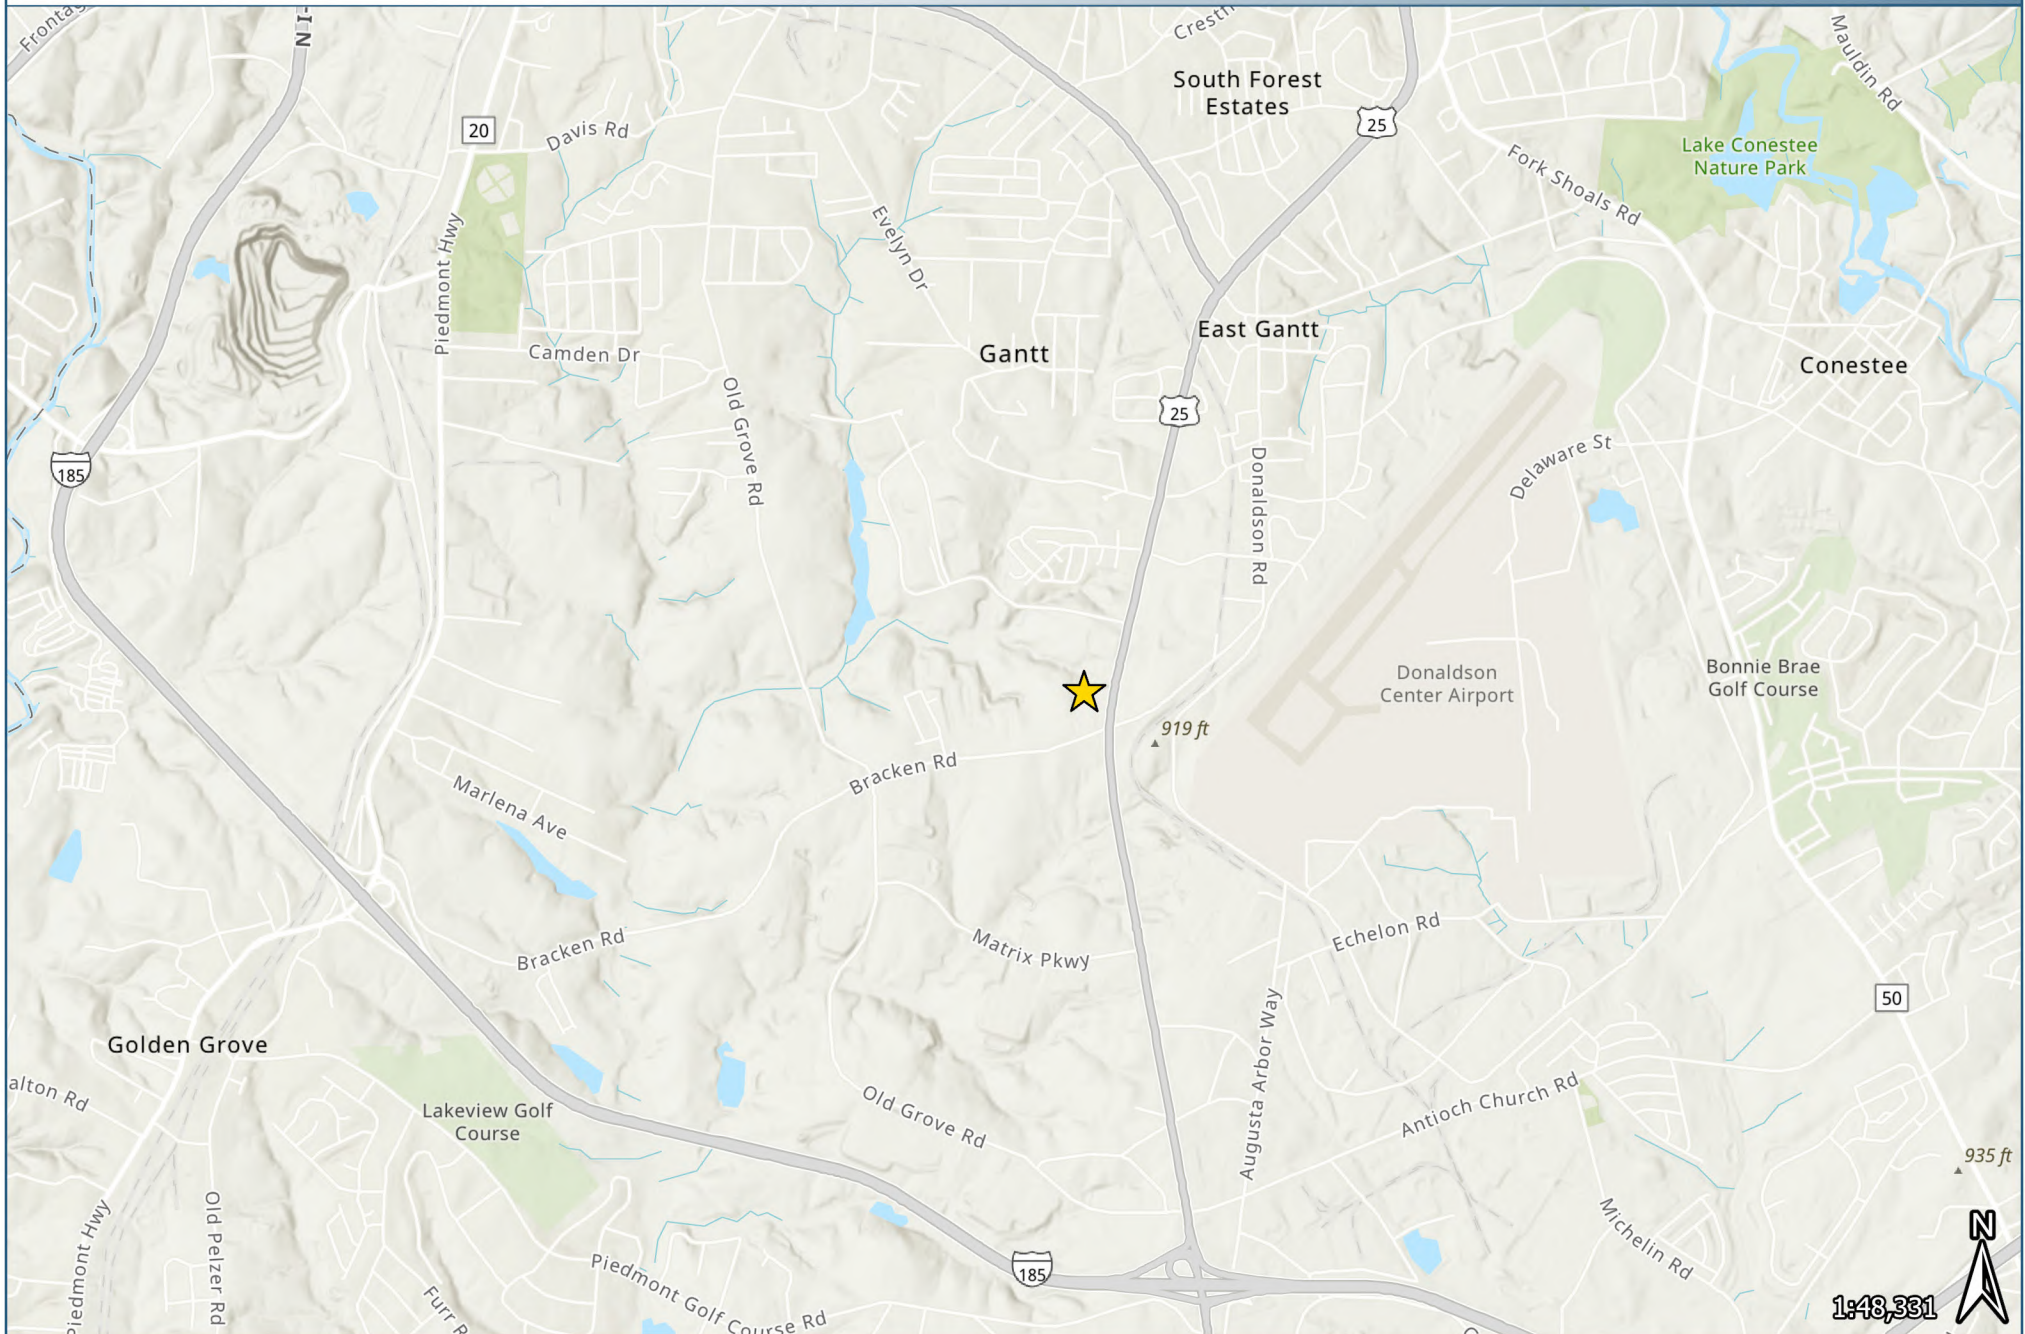 Frontag
N I-
Crestfi
Mauldin Rd
South Forest
Estates
20
Davis Rd
25
Lake Conestee
Nature Park
Fork Shoals Rd
Evelyn Dr
Piedmont Hwy
East Gantt
Camden Dr
Gantt
Conestee
Old Grove Rd
25
Delaware St
185
Donaldson Rd
Donaldson
Center Airport
Bonnie Brae
Golf Course
919 ft
Bracken Rd
Marlena Ave
Bracken Rd
Matrix Pkwy
Echelon Rd
50
Golden Grove
Augusta Arbor Way
alton Rd
Lakeview Golf
Course
Old Grove Rd
Antioch Church Rd
935 ft
Piedmont Hwy
Old Pelzer Rd
Michelin Rd
N
Piedmont Golf Course Rd
185
Furr R
1:48,331